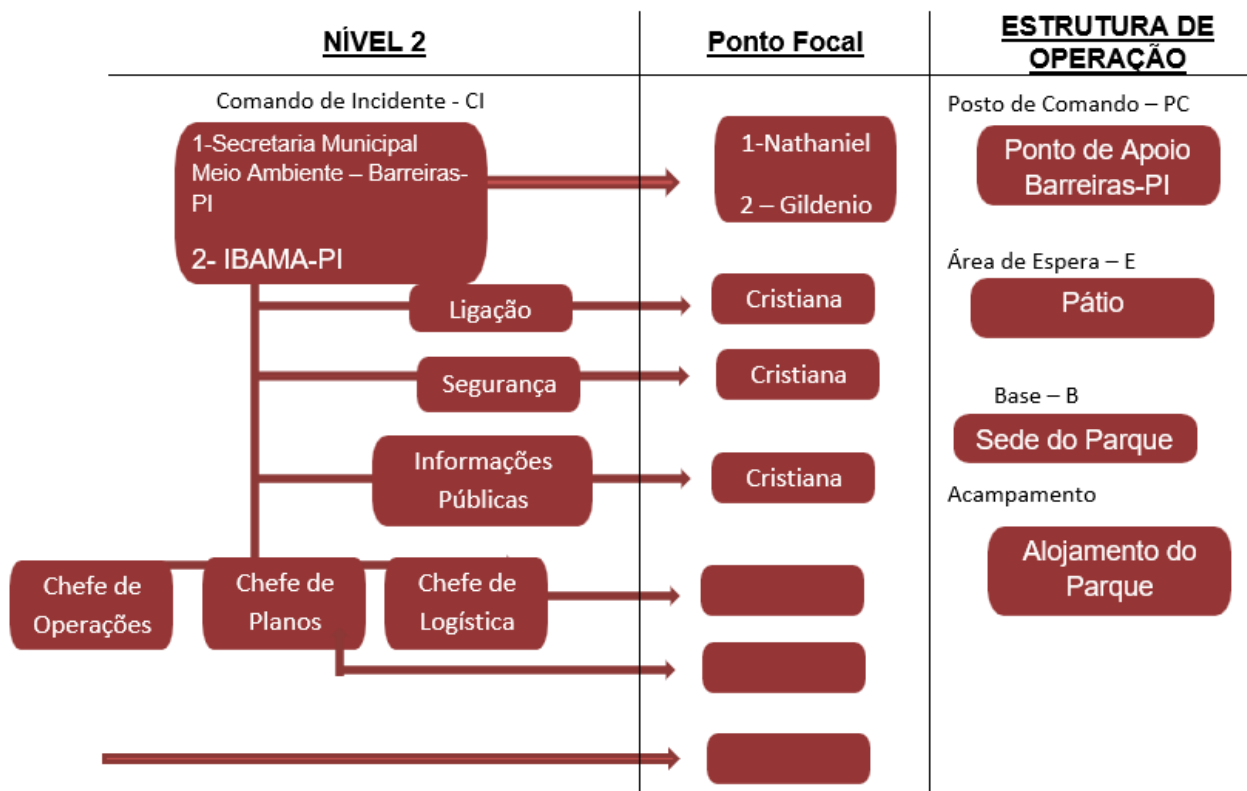 NÍVEL 2
Ponto Focal
ESTRUTURA DE
OPERAÇÃO
Comando de Incidente - CI
1-Secretaria Municipal
Meio Ambiente – Barreiras-
PI
2- IBAMA-PI
1-Nathaniel
2 – Gildenio
Posto de Comando – PC
Ponto de Apoio
Barreiras-PI
Ligação
Cristiana
Área de Espera – E
Pátio
Segurança
Cristiana
Base – B
Sede do Parque
Informações
Públicas
Cristiana
Acampamento
Alojamento do
Parque
Chefe de
Operações
Chefe de
Planos
Chefe de
Logística